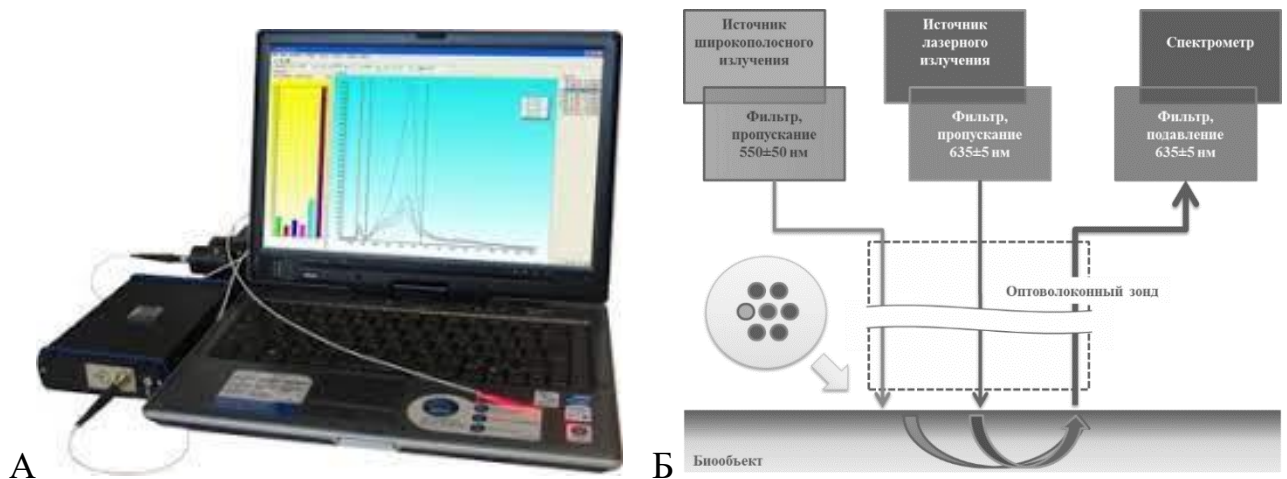 Источник
широкополосного
излучения
Источник
лазерного
излучения
Спектрометр
Фильтр,
пропускание
550±50 нм
Фильтр,
пропускание
635±5 нм
Фильтр,
подавление
635±5 нм
Оптоволоконный зонд
Биообъект
А
Б